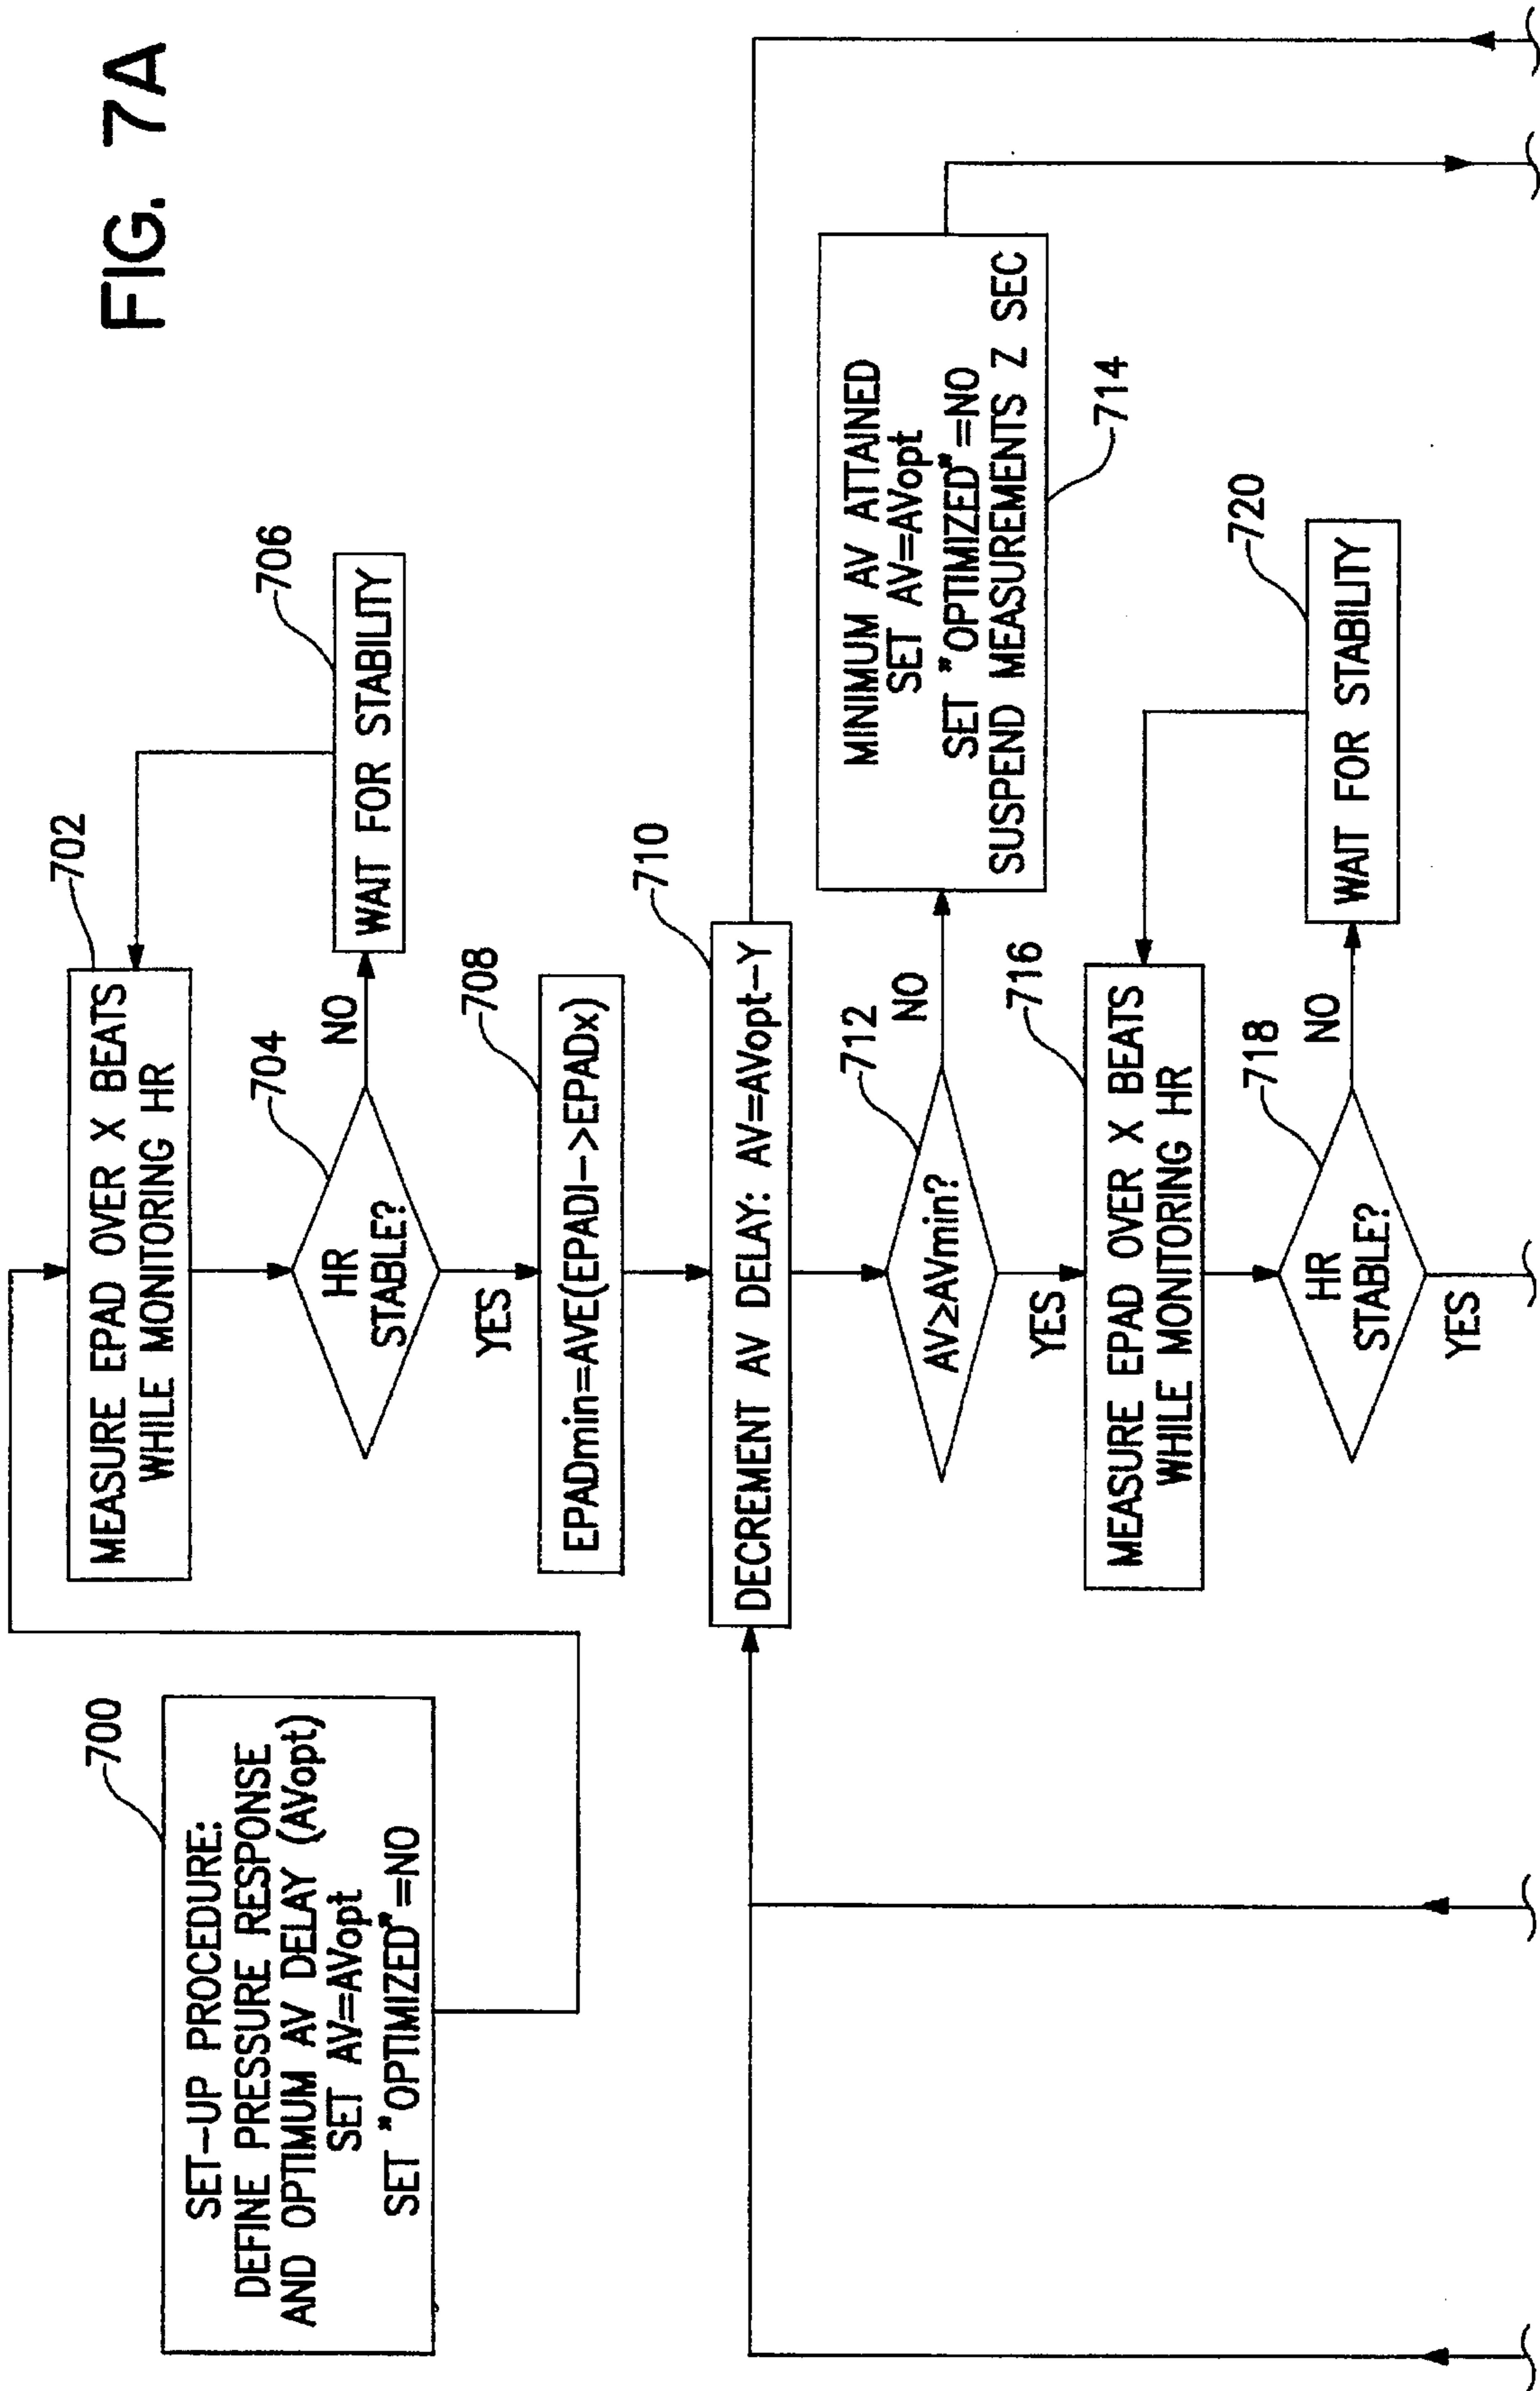 FIG. 7A
700
SET-UP PROCEDURE:
DEFINE PRESSURE RESPONSE
AND OPTIMUM AV DELAY (AVopt)
SET AV=AVopt
SET "OPTIMIZED"=NO
702
MEASURE EPAD OVER X BEATS
WHILE MONITORING HR
704
HR
STABLE?
NO
YES
706
WAIT FOR STABILITY
708
EPADmin=AVE(EPADI->EPADx)
710
DECREMENT AV DELAY: AV=AVopt-Y
712
AV≥AVmin?
NO
YES
MINIMUM AV ATTAINED
SET AV=AVopt
SET "OPTIMIZED"=NO
SUSPEND MEASUREMENTS Z SEC
714
716
MEASURE EPAD OVER X BEATS
WHILE MONITORING HR
718
HR
STABLE?
NO
YES
720
WAIT FOR STABILITY